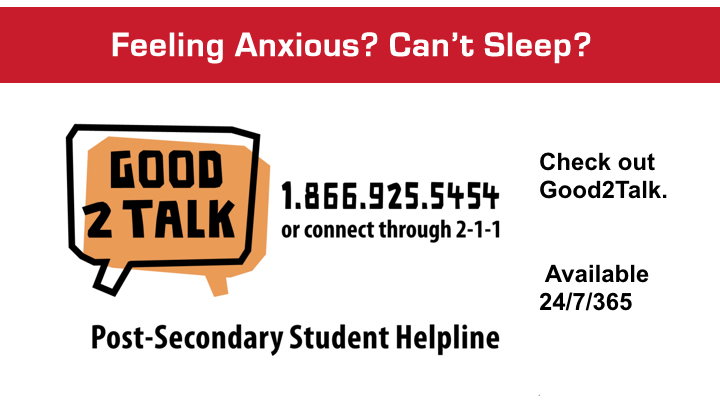 Feeling Anxious? Can't Sleep?
GOOD
2 TALK
1.866.925.5454
or connect through 2-1-1
Post-Secondary Student Helpline
Check out
Good2Talk.
Available
24/7/365